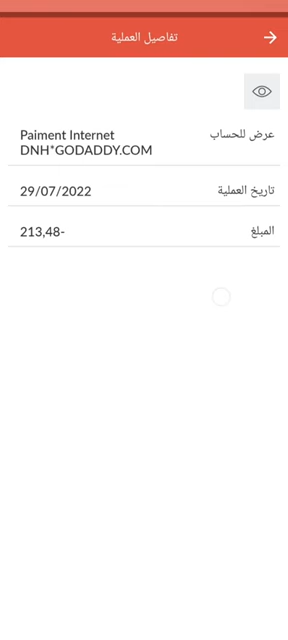 تفاصيل العملية
عرض للحساب
Paiment Internet
DNH*GODADDY.COM
تاريخ العملية
29/07/2022
المبلغ
213,48-